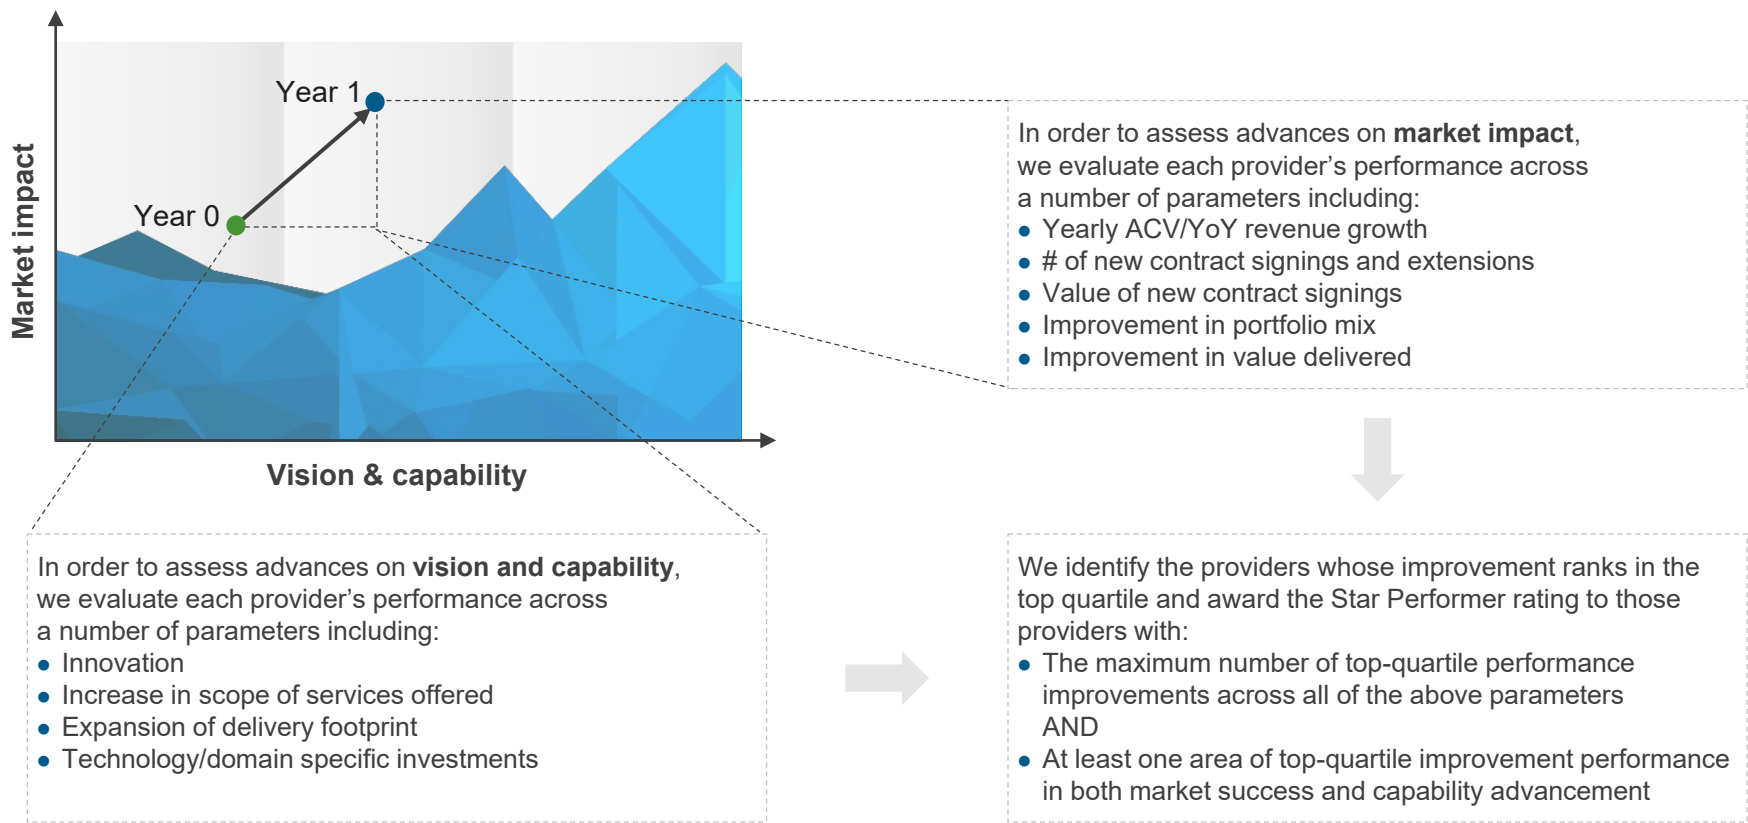 Market impact
Year 1
Year 0
Vision & capability
In order to assess advances on market impact,
we evaluate each provider’s performance across
a number of parameters including:
● Yearly ACV/YoY revenue growth
● # of new contract signings and extensions
● Value of new contract signings
● Improvement in portfolio mix
● Improvement in value delivered
In order to assess advances on vision and capability,
we evaluate each provider’s performance across
a number of parameters including:
● Innovation
● Increase in scope of services offered
● Expansion of delivery footprint
● Technology/domain specific investments
We identify the providers whose improvement ranks in the
top quartile and award the Star Performer rating to those
providers with:
● The maximum number of top-quartile performance
improvements across all of the above parameters
AND
● At least one area of top-quartile improvement performance
in both market success and capability advancement